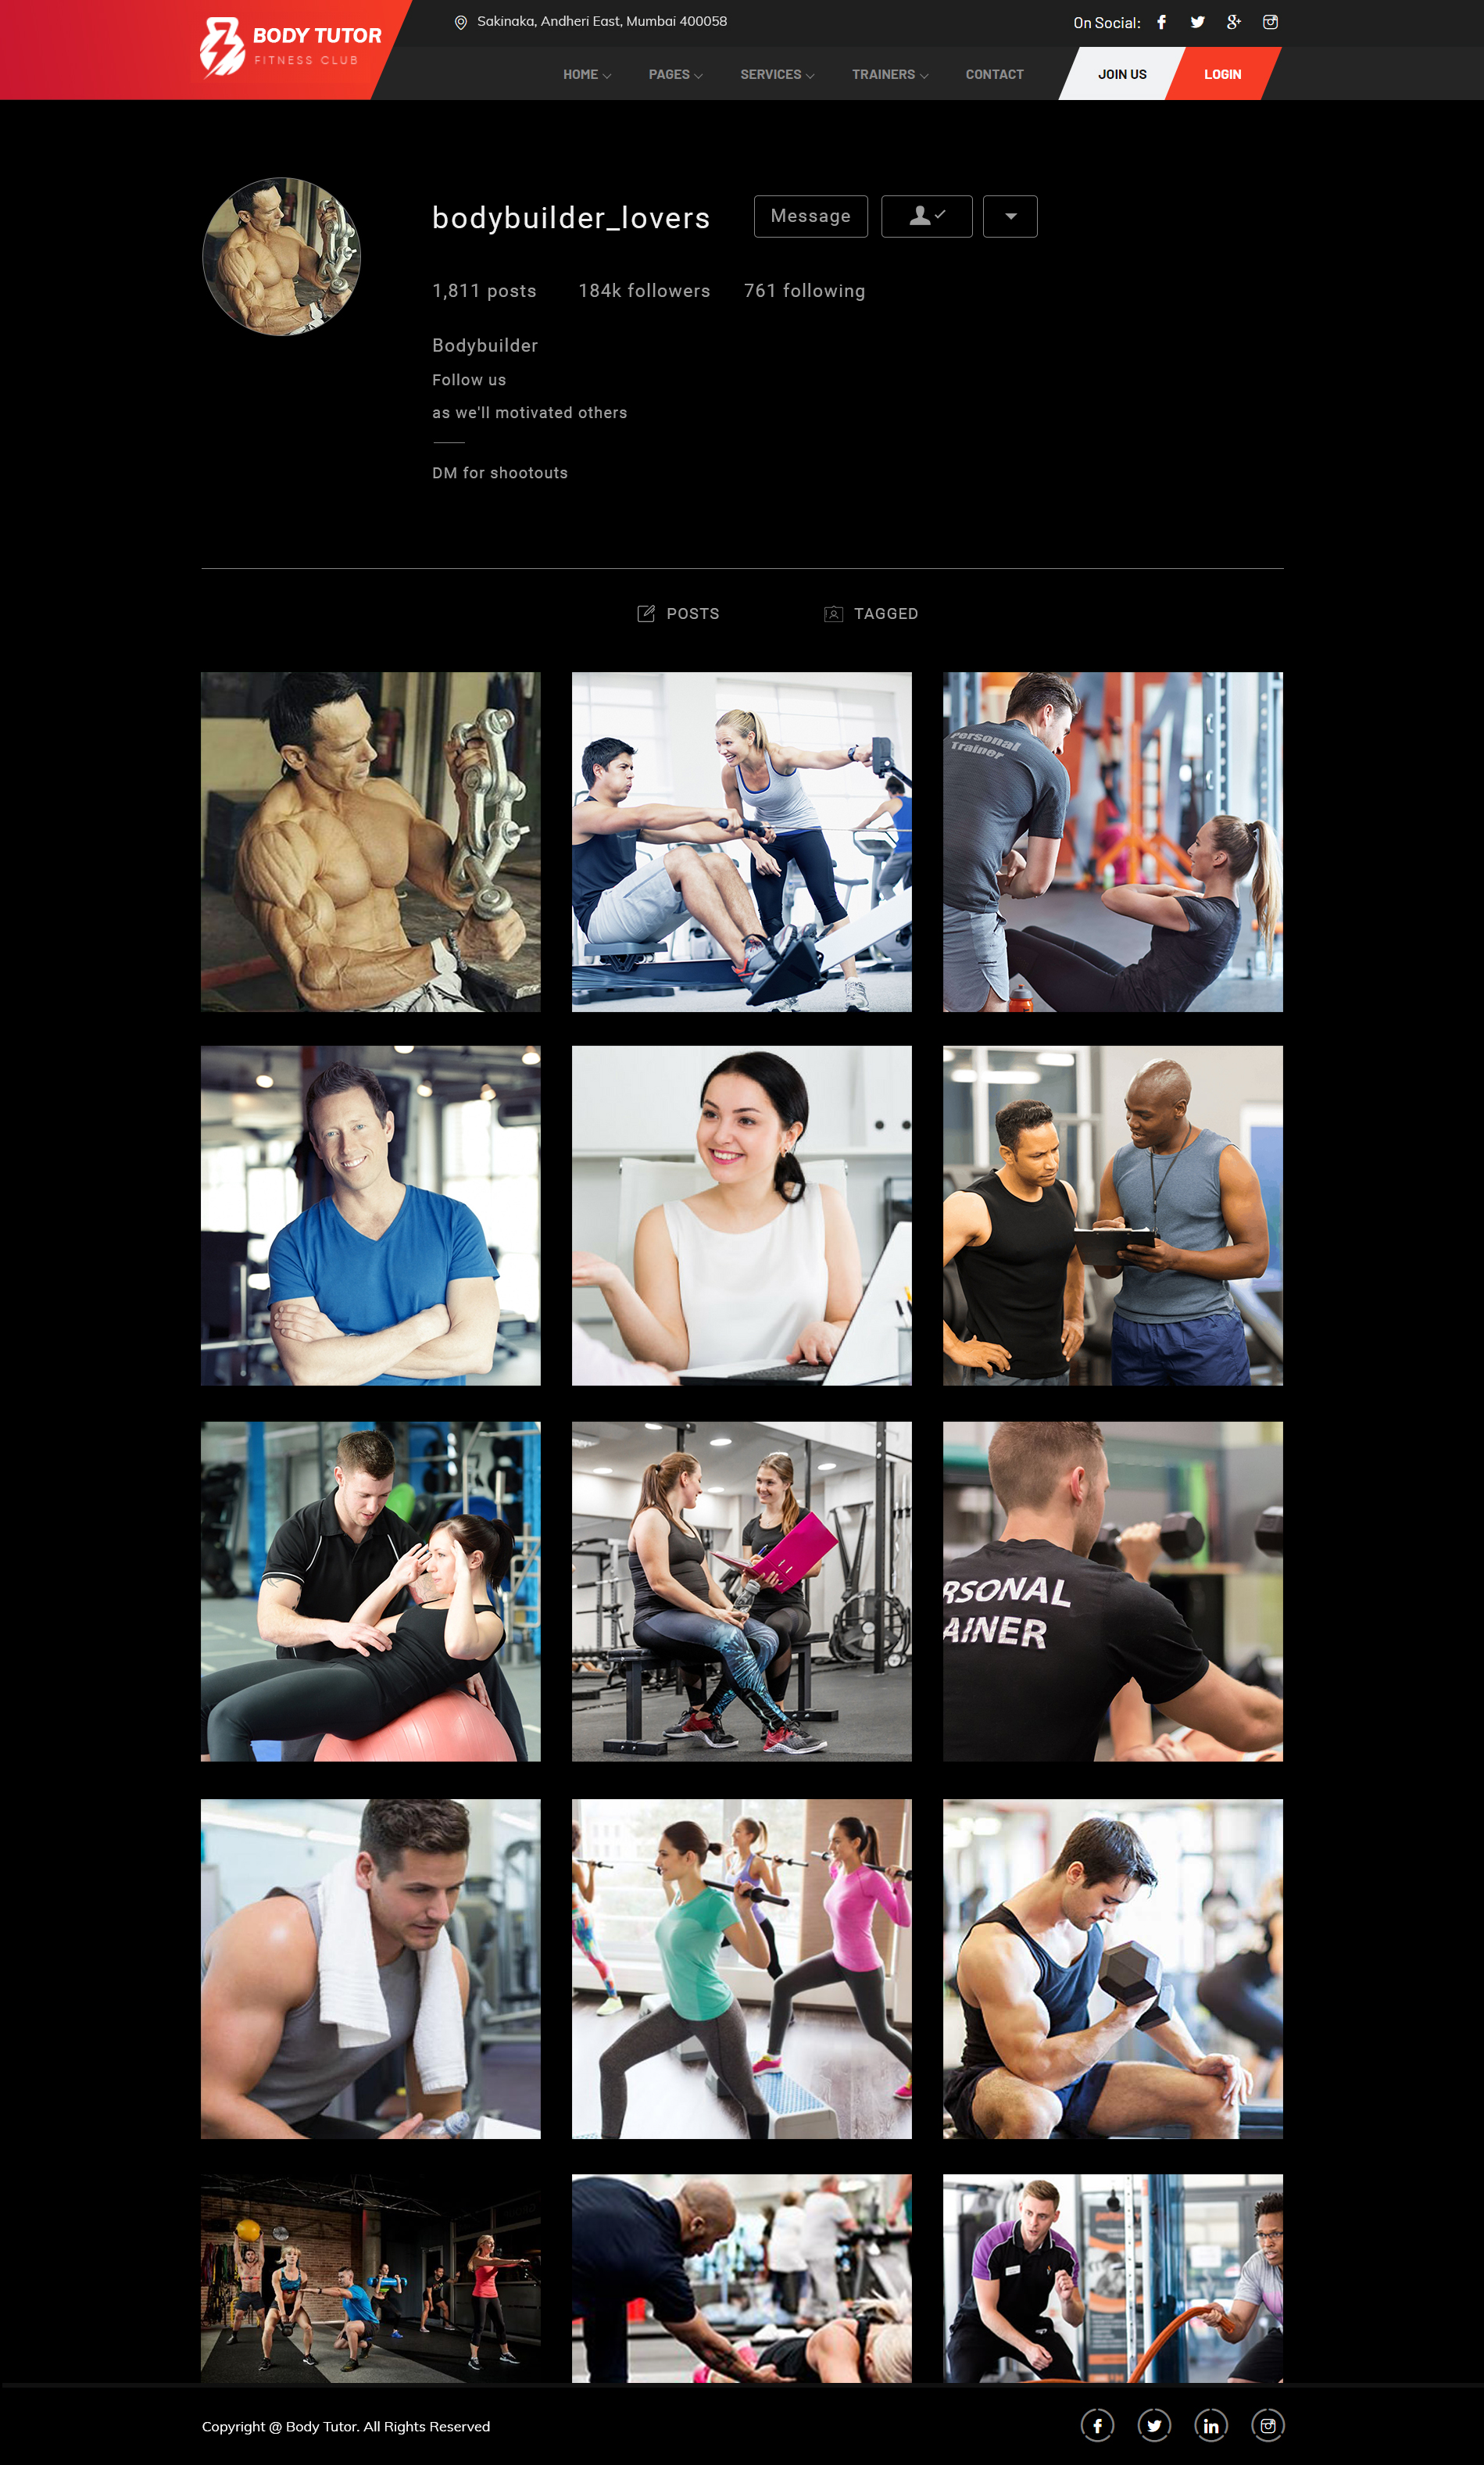 BODY TUTOR
FITNESS CLUB
Sakinaka, Andheri East, Mumbai 400058
On Social:
HOME
PAGES
SERVICES
TRAINERS
CONTACT
JOIN US
LOGIN
bodybuilder_lovers
Message
1,811 posts
184k followers
761 following
Bodybuilder
Follow us
as we'll motivated others
DM for shootouts
POSTS
TAGGED
Personal
Trainer
RSONAL
AINER
Copyright @ Body Tutor. All Rights Reserved